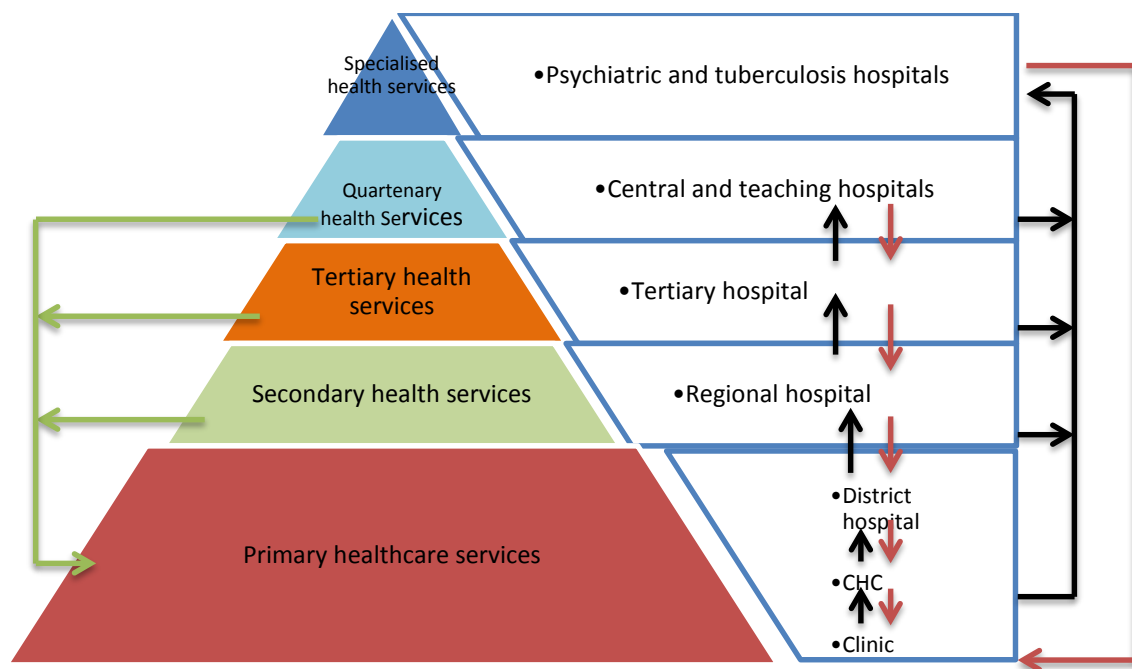 Specialised
health services
•Psychiatric and tuberculosis hospitals
Quartenary
health Services
•Central and teaching hospitals
Tertiary health
services
•Tertiary hospital
Secondary health services
•Regional hospital
Primary healthcare services
•District
hospital
•CHC
•Clinic